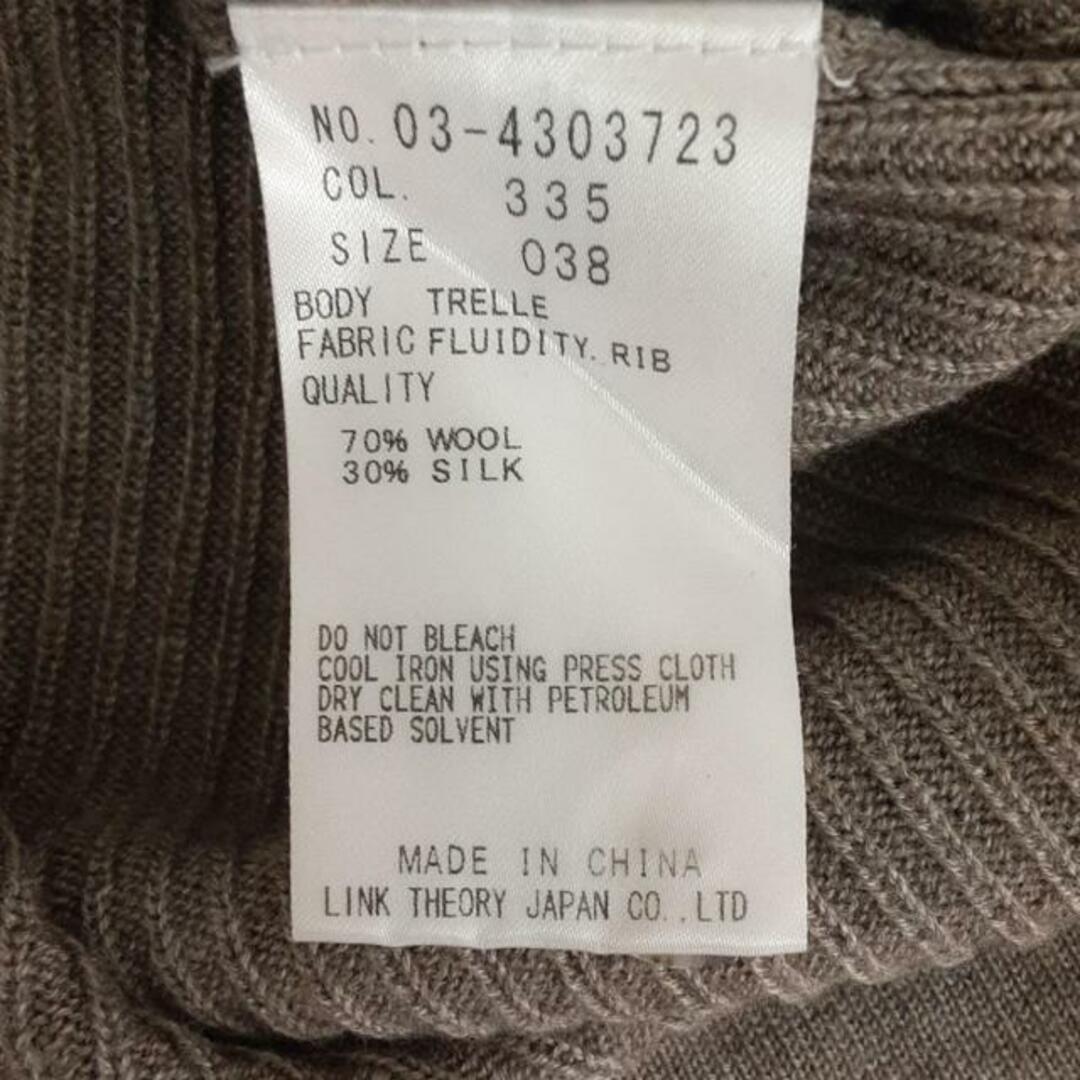 NO. 03-4303723
COL. 335
SIZE 038
BODY TRELLE
FABRIC FLUIDITY. RIB
QUALITY
70% WOOL
30% SILK
DO NOT BLEACH
COOL IRON USING PRESS CLOTH
DRY CLEAN WITH PETROLEUM
BASED SOLVENT
MADE IN CHINA
LINK THEORY JAPAN CO.,LTD